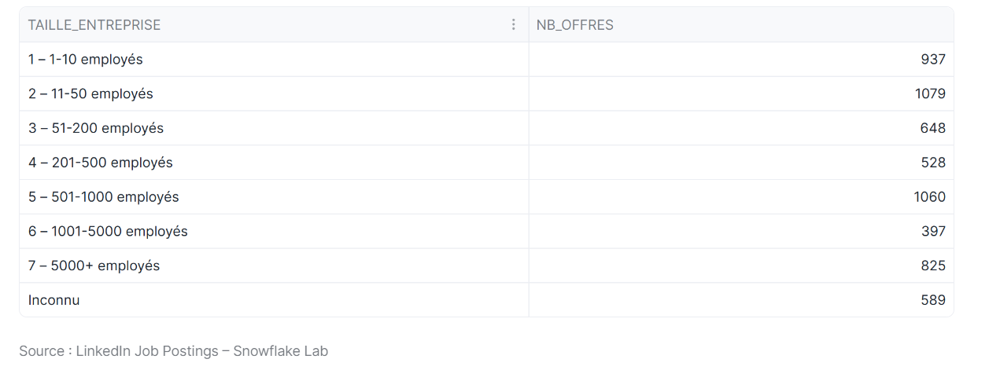 TAILLE_ENTREPRISE NB_OFFRES
1 – 1-10 employés 937
2 – 11-50 employés 1079
3 – 51-200 employés 648
4 – 201-500 employés 528
5 – 501-1000 employés 1060
6 – 1001-5000 employés 397
7 – 5000+ employés 825
Inconnu 589
Source : LinkedIn Job Postings – Snowflake Lab